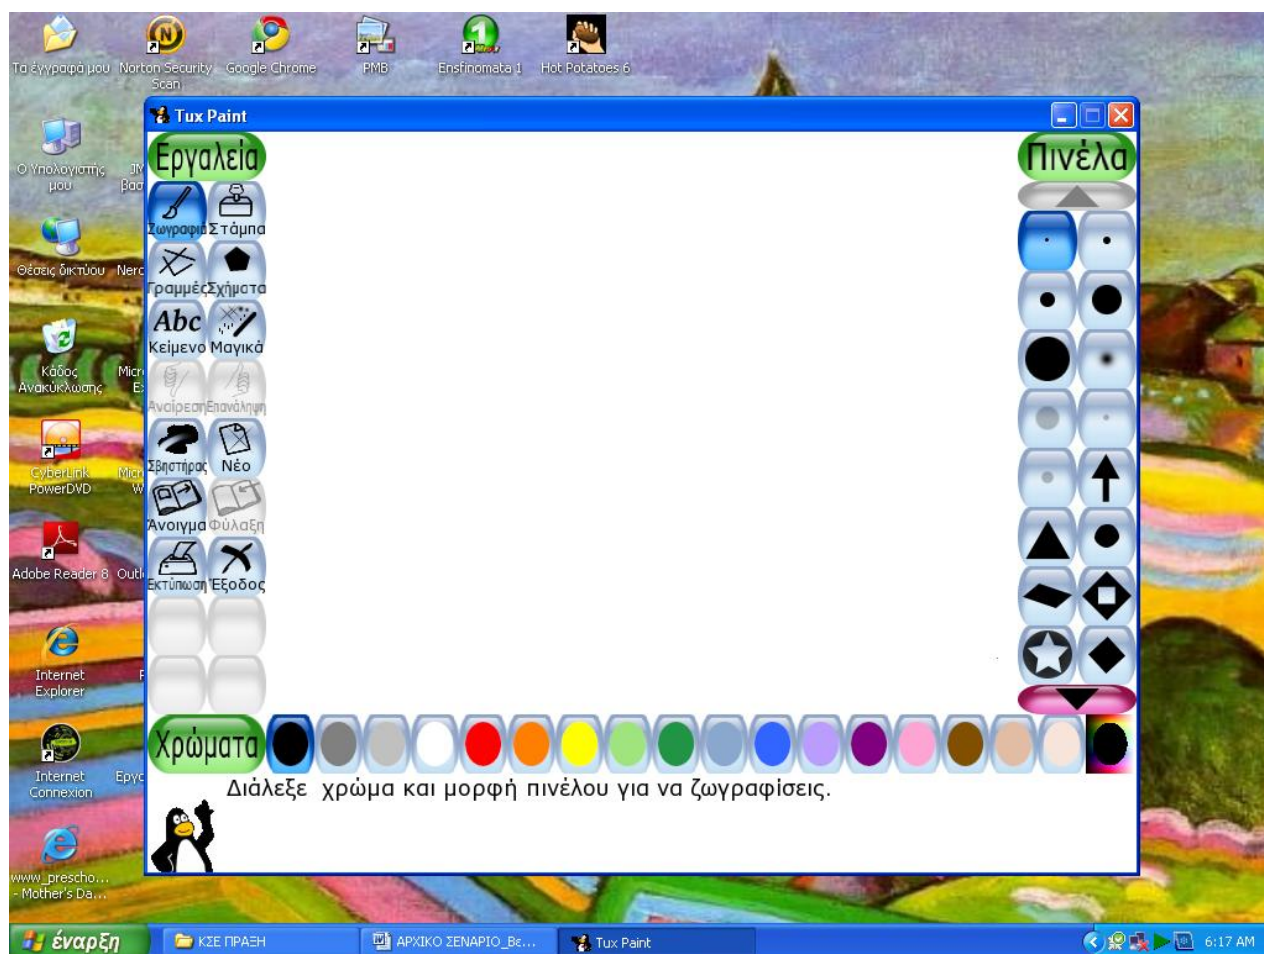 Τα έγγραφά μου
Norton Security
Scan
Google Chrome
PMB
Ensfinomata 1
Hot Potatoes 6
Tux Paint
Ο Υπολογιστής
μου
Θέσεις δικτύου
Κάδος
Ανακύκλωσης
CyberLink
PowerDVD
Adobe Reader 8
Internet
Explorer
Internet
Connexion
www_prescho...
- Mother's Da...
Εργαλεία
Ζωγραφιά Στάμπα
Γραμμές Σχήματα
Abc
Κείμενο Μαγικά
Αναίρεση Επανάληψη
Σβηστήρας Νέο
Άνοιγμα Φύλαξη
Εκτύπωση Έξοδος
Πινέλα
Χρώματα
Διάλεξε χρώμα και μορφή πινέλου για να ζωγραφίσεις.
έναρξη
ΚΣΕ ΠΡΑΞΗ
ΑΡΧΙΚΟ ΣΕΝΑΡΙΟ_Βε...
Tux Paint
6:17 AM